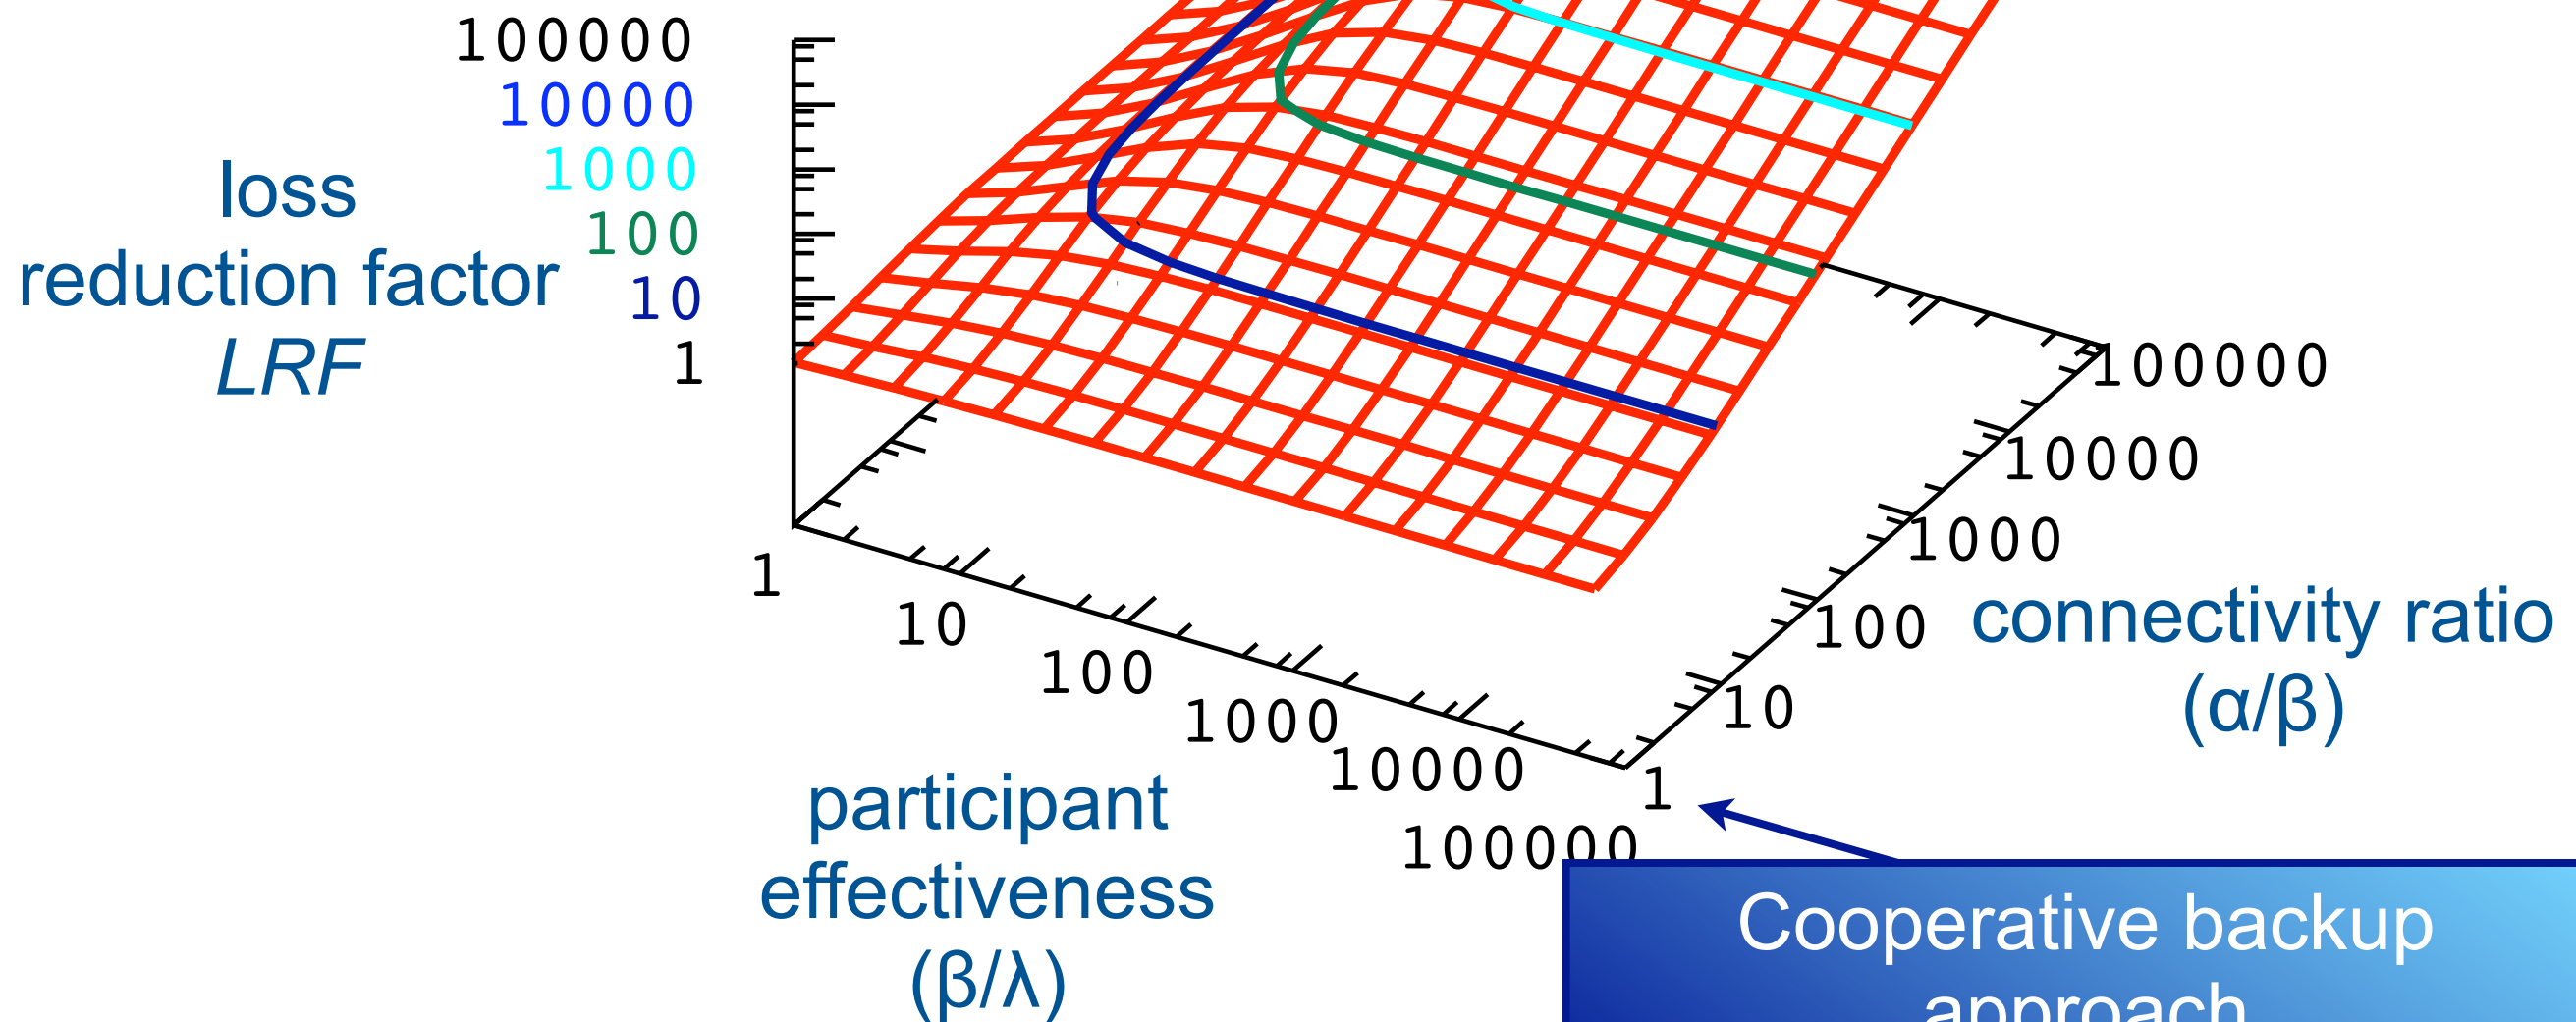 100000
10000
1000
100
10
1
loss
reduction factor
LRF
1
10
100
1000
10000
100000
participant
effectiveness
(β/λ)
100000
10000
1000
100
10
1
connectivity ratio
(α/β)
Cooperative backup
approach